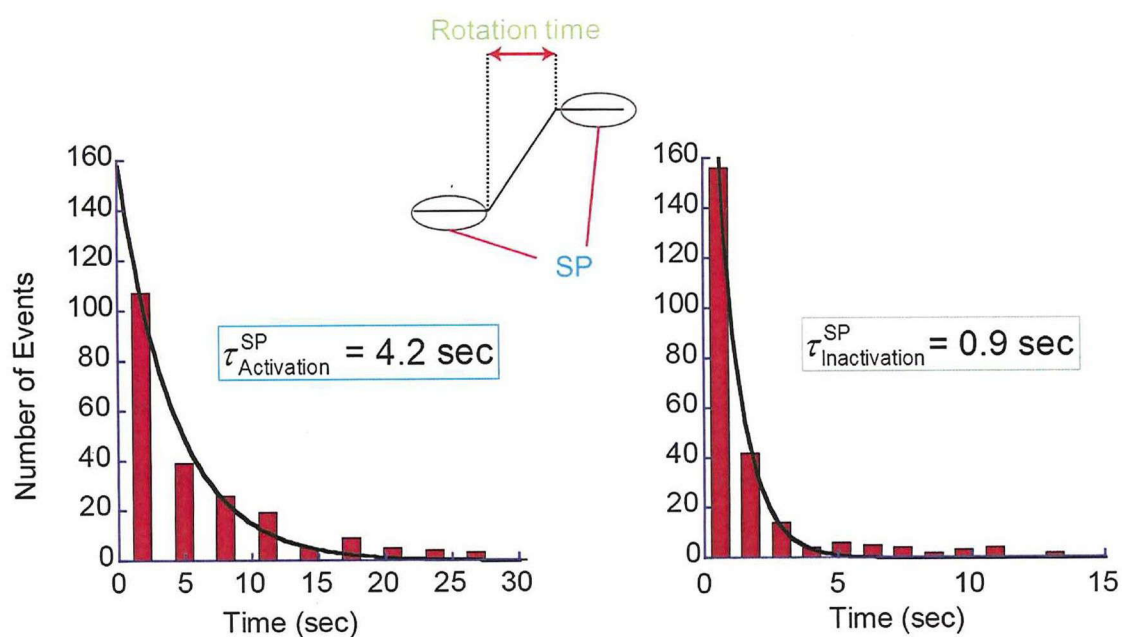 Rotation time
SP
Number of Events
160
140
120
100
80
60
40
20
0
τ^SP_Activation = 4.2 sec
0 5 10 15 20 25 30
Time (sec)
160
140
120
100
80
60
40
20
0
τ^SP_Inactivation = 0.9 sec
0 5 10 15
Time (sec)